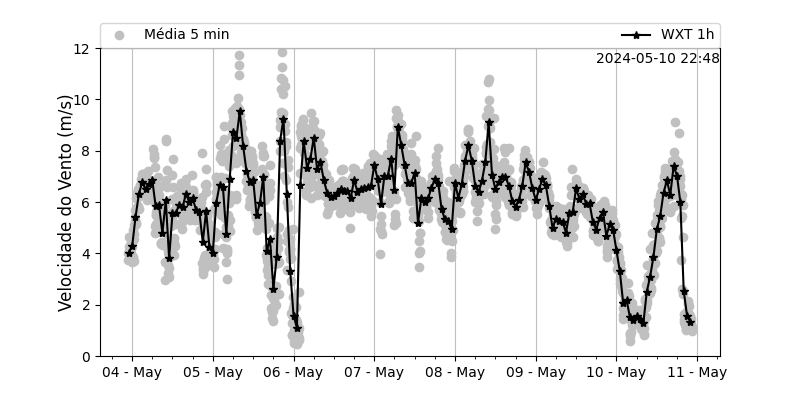 Média 5 min
WXT 1h
2024-05-10 22:48
Velocidade do Vento (m/s)
12
10
8
6
4
2
0
04 - May
05 - May
06 - May
07 - May
08 - May
09 - May
10 - May
11 - May